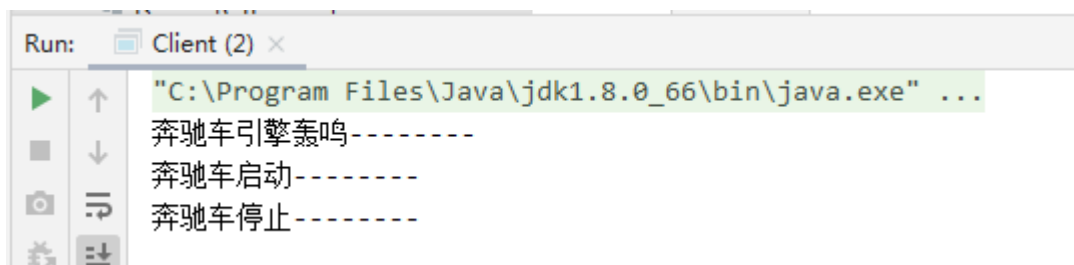 Run: Client (2) ×
"C:\Program Files\Java\jdk1.8.0_66\bin\java.exe" ...
奔驰车引擎轰鸣--------
奔驰车启动--------
奔驰车停止--------